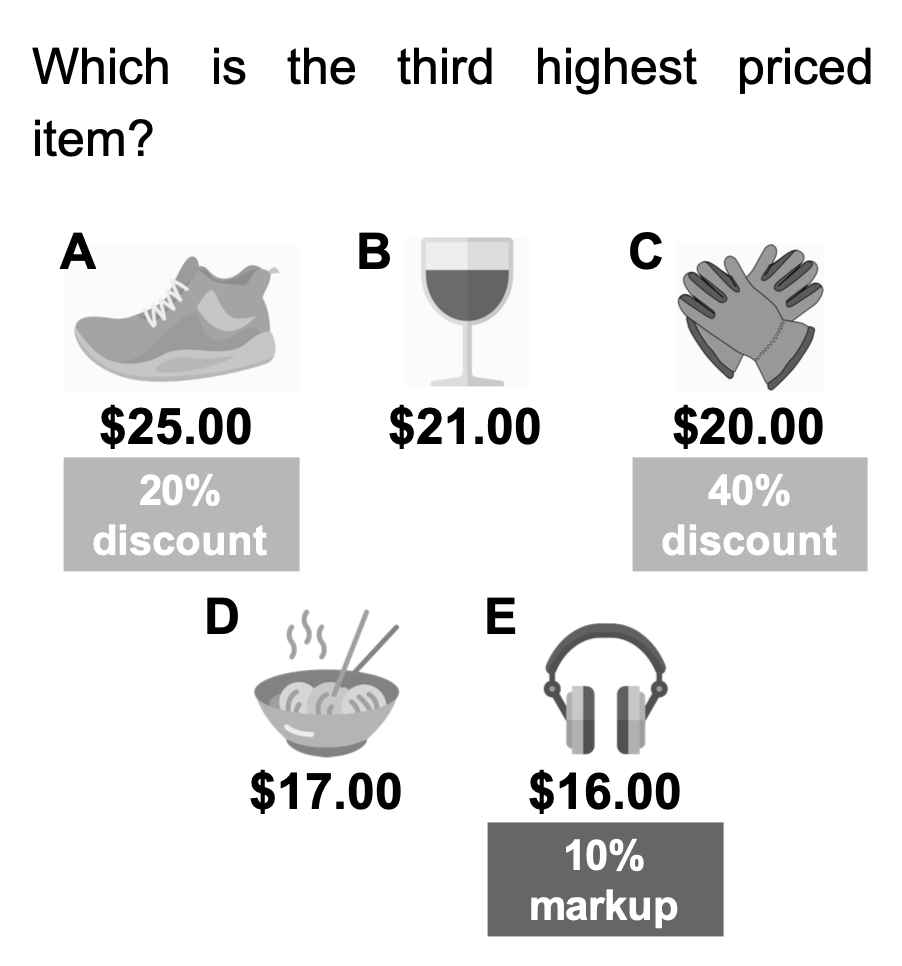 Which is the third highest priced
item?
A
B
C
$25.00
$21.00
$20.00
20%
discount
40%
discount
D
E
$17.00
$16.00
10%
markup